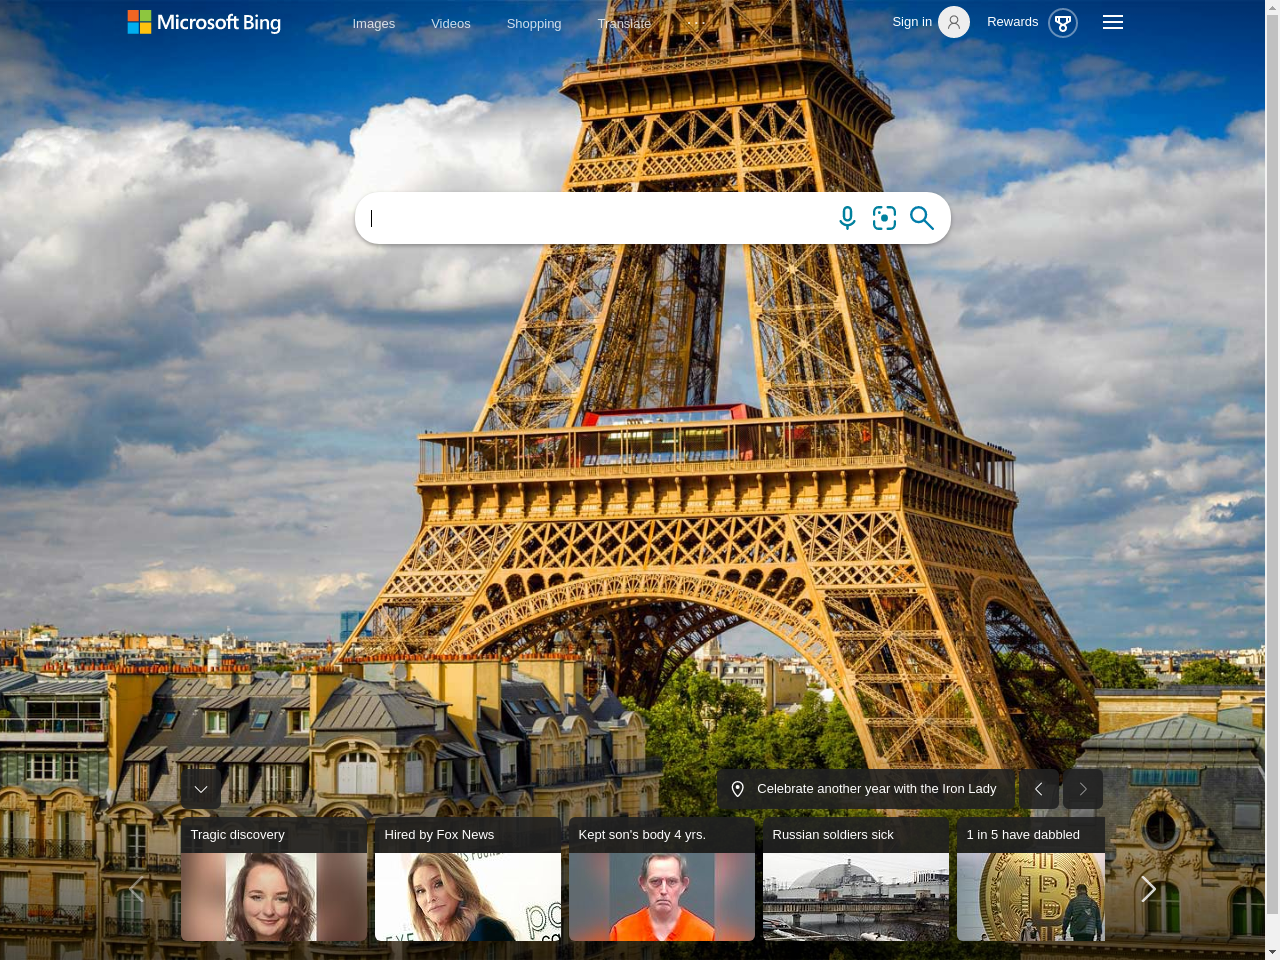 Microsoft Bing
Images
Videos
Shopping
Translate
Sign in
Rewards
Celebrate another year with the Iron Lady
Tragic discovery
Hired by Fox News
Kept son's body 4 yrs.
Russian soldiers sick
1 in 5 have dabbled